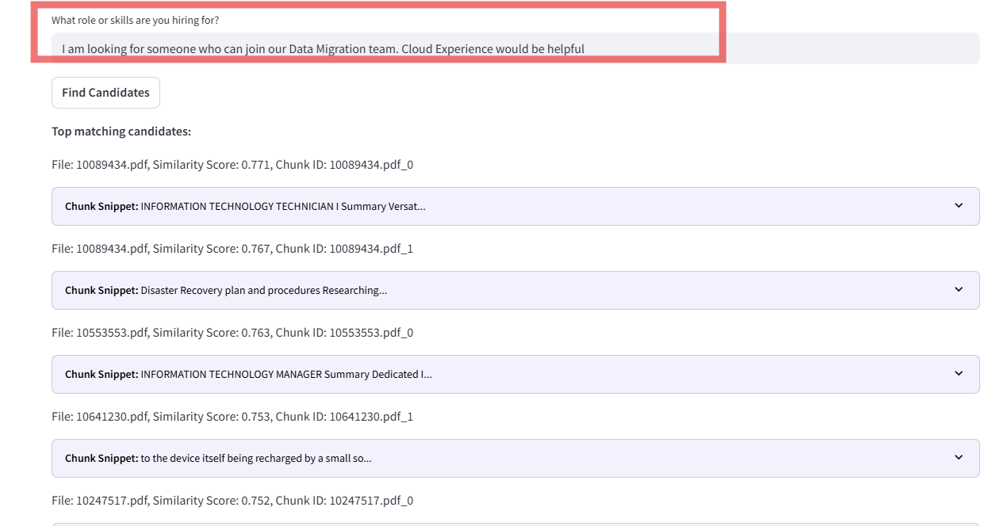 What role or skills are you hiring for?
I am looking for someone who can join our Data Migration team. Cloud Experience would be helpful
Find Candidates
Top matching candidates:
File: 10089434.pdf, Similarity Score: 0.771, Chunk ID: 10089434.pdf_0
Chunk Snippet: INFORMATION TECHNOLOGY TECHNICIAN I Summary Versat...
File: 10089434.pdf, Similarity Score: 0.767, Chunk ID: 10089434.pdf_1
Chunk Snippet: Disaster Recovery plan and procedures Researching...
File: 10553553.pdf, Similarity Score: 0.763, Chunk ID: 10553553.pdf_0
Chunk Snippet: INFORMATION TECHNOLOGY MANAGER Summary Dedicated I...
File: 10641230.pdf, Similarity Score: 0.753, Chunk ID: 10641230.pdf_1
Chunk Snippet: to the device itself being recharged by a small so...
File: 10247517.pdf, Similarity Score: 0.752, Chunk ID: 10247517.pdf_0